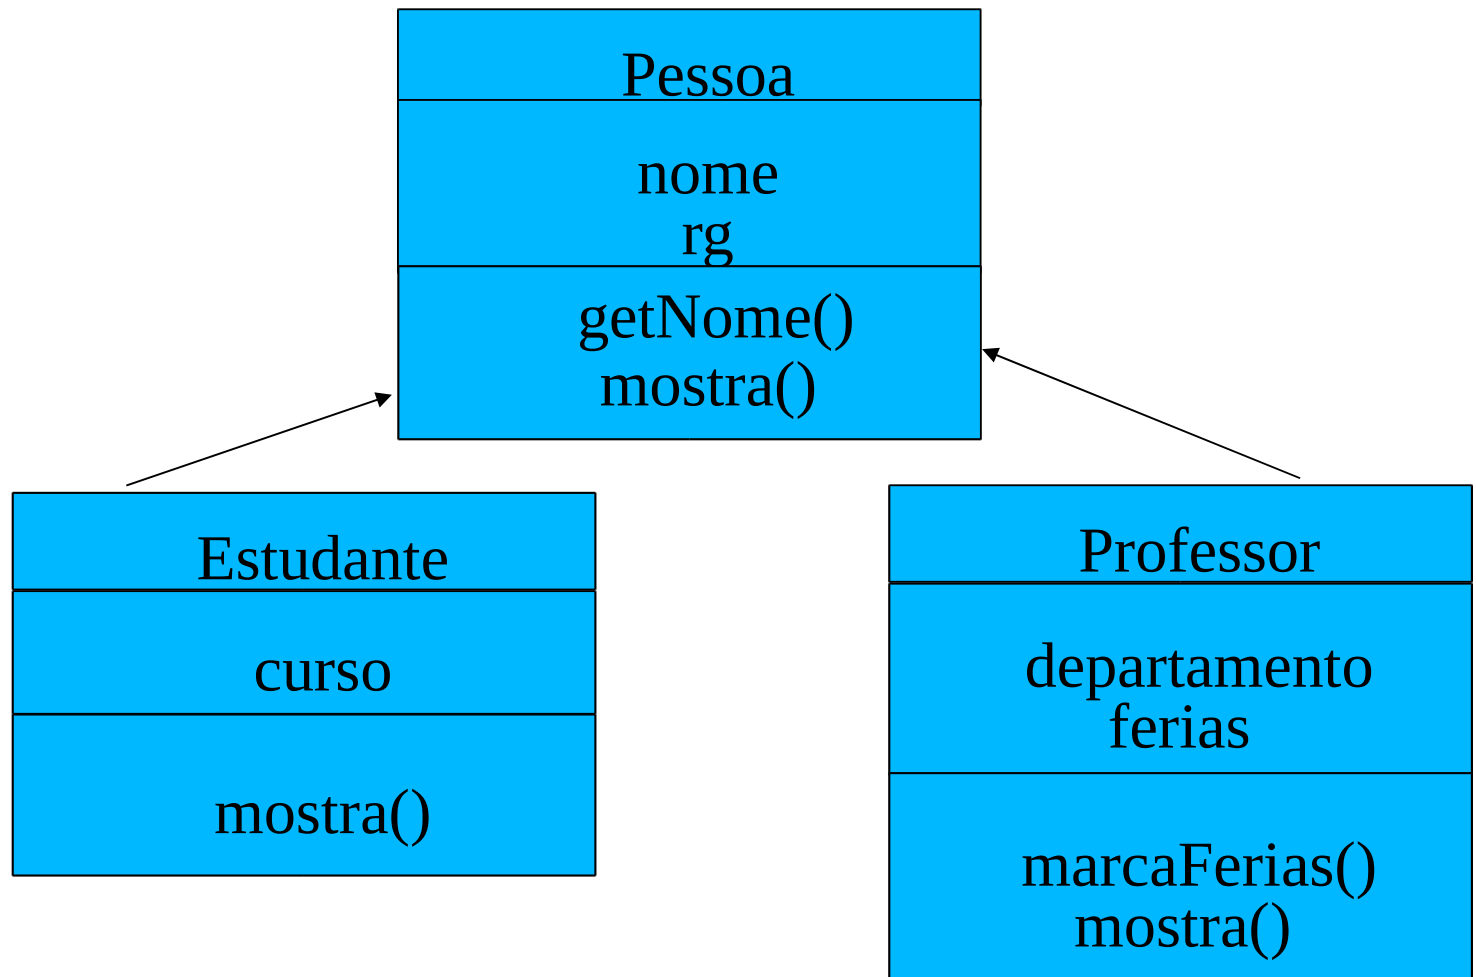 Pessoa
nome
rg
getNome()
mostra()
Estudante
curso
mostra()
Professor
departamento
ferias
marcaFerias()
mostra()